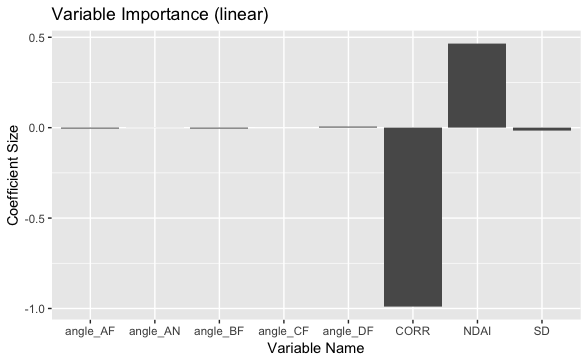 Variable Importance (linear)
0.5
0.0
-0.5
-1.0
Coefficient Size
angle_AF angle_AN angle_BF angle_CF angle_DF CORR NDAI SD
Variable Name